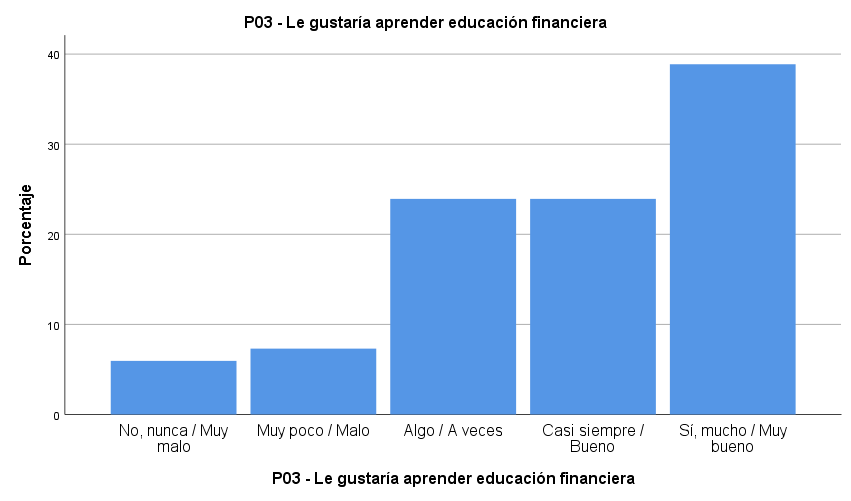 P03 - Le gustaría aprender educación financiera
40
30
20
10
0
Porcentaje
No, nunca / Muy
malo
Muy poco / Malo
Algo / A veces
Casi siempre /
Bueno
Sí, mucho / Muy
bueno
P03 - Le gustaría aprender educación financiera